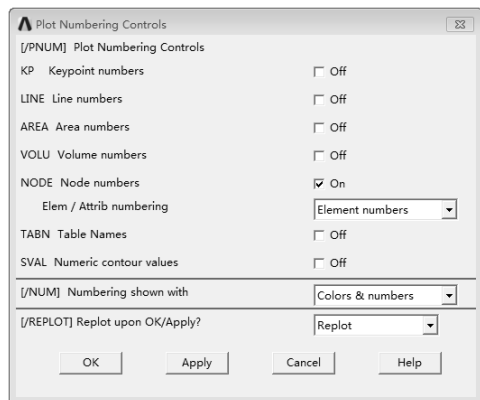 Plot Numbering Controls
[/PNUM] Plot Numbering Controls
KP Keypoint numbers Off
LINE Line numbers Off
AREA Area numbers Off
VOLU Volume numbers Off
NODE Node numbers On
Elem / Attrib numbering Element numbers
TABN Table Names Off
SVAL Numeric contour values Off
[/NUM] Numbering shown with Colors & numbers
[/REPLOT] Replot upon OK/Apply? Replot
OK Apply Cancel Help